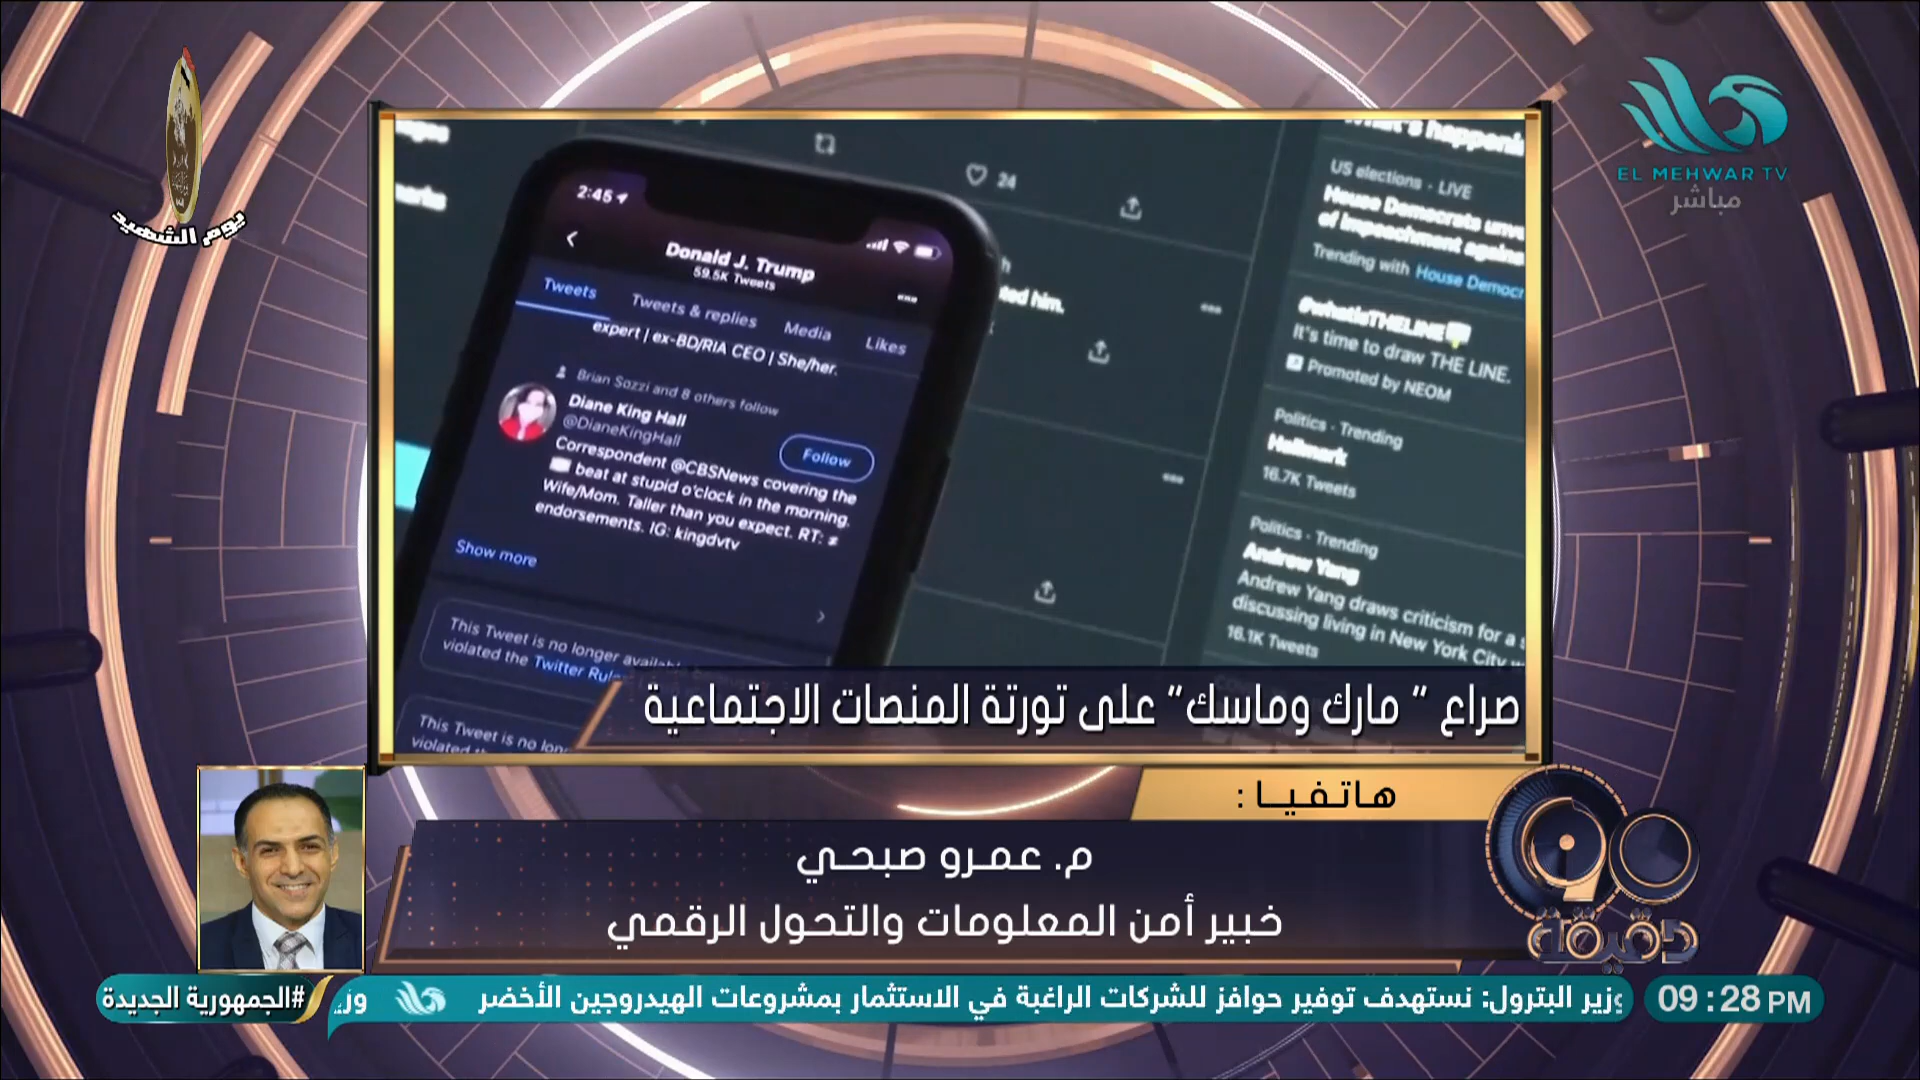 يوم الشهيد
EL MEHWAR TV
مباشر
2:45
Donald J. Trump
59.5K Tweets
Tweets
Tweets & replies
Media
Likes
expert | ex-BD/RIA CEO | She/her.
Brian Sozzi and 8 others follow
Diane King Hall
@DianeKingHall
Follow
Correspondent @CBSNews covering the
beat at stupid o'clock in the morning.
Wife/Mom. Taller than you expect. RT: ≠
endorsements. IG: kingdvtv
Show more
This Tweet is no longer
violated the Twitter
This Tweet is no
24
him.
What's
US elections · LIVE
House Democrats
of impeachment
Trending with House
#whatisTHELINE
It's time to draw THE LINE.
Promoted by NEOM
Politics · Trending
Hallmark
16.7K Tweets
Politics · Trending
Andrew Yang
Andrew Yang draws criticism for a
discussing living in New York City
16.1K Tweets
صراع " مارك وماسك" على تورتة المنصات الاجتماعية
هاتفيا :
م. عمرو صبحي
خبير أمن المعلومات والتحول الرقمي
90 دقيقة
وزير البترول: نستهدف توفير حوافز للشركات الراغبة في الاستثمار بمشروعات الهيدروجين الأخضر
#الجمهورية الجديدة
09:28 PM